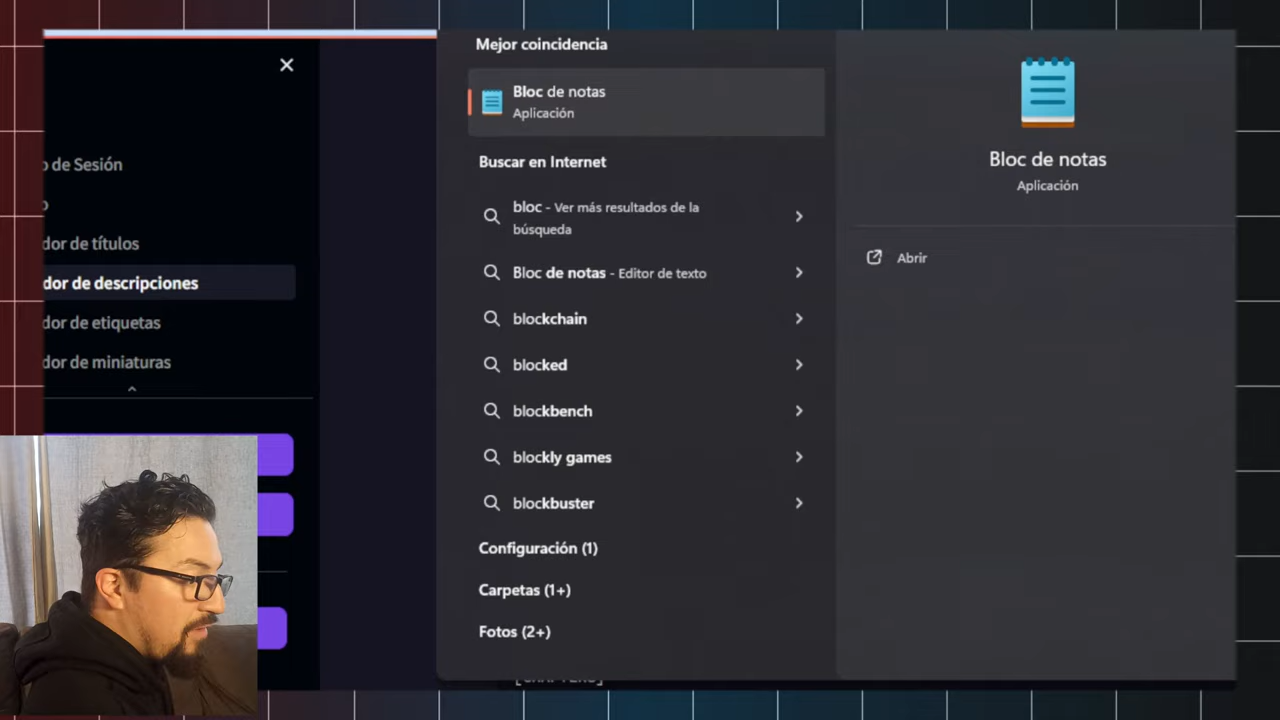 o de Sesión
o
dor de títulos
dor de descripciones
dor de etiquetas
dor de miniaturas
Mejor coincidencia
Bloc de notas
Aplicación
Buscar en Internet
bloc - Ver más resultados de la
búsqueda
Bloc de notas - Editor de texto
blockchain
blocked
blockbench
blockly games
blockbuster
Configuración (1)
Carpetas (1+)
Fotos (2+)
Bloc de notas
Aplicación
Abrir